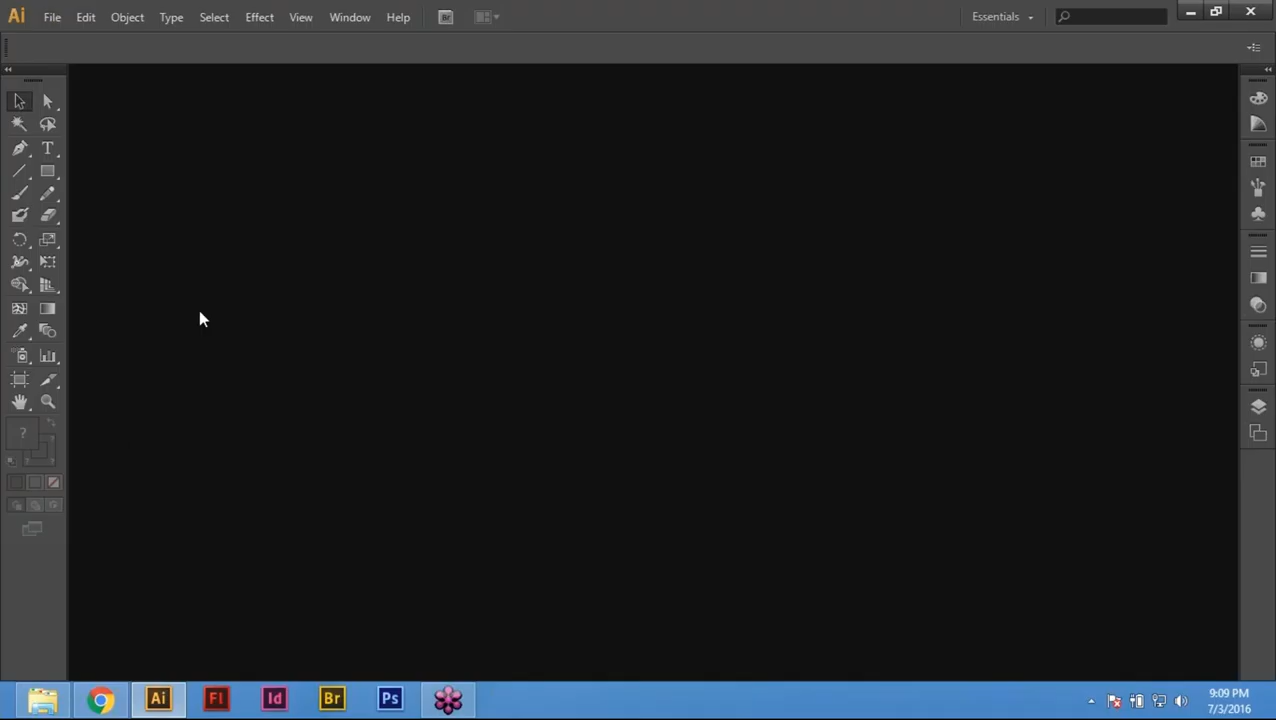 Ai File Edit Object Type Select Effect View Window Help Br Essentials
T
?
Ai Fl Id Br Ps
9:09 PM
7/3/2016